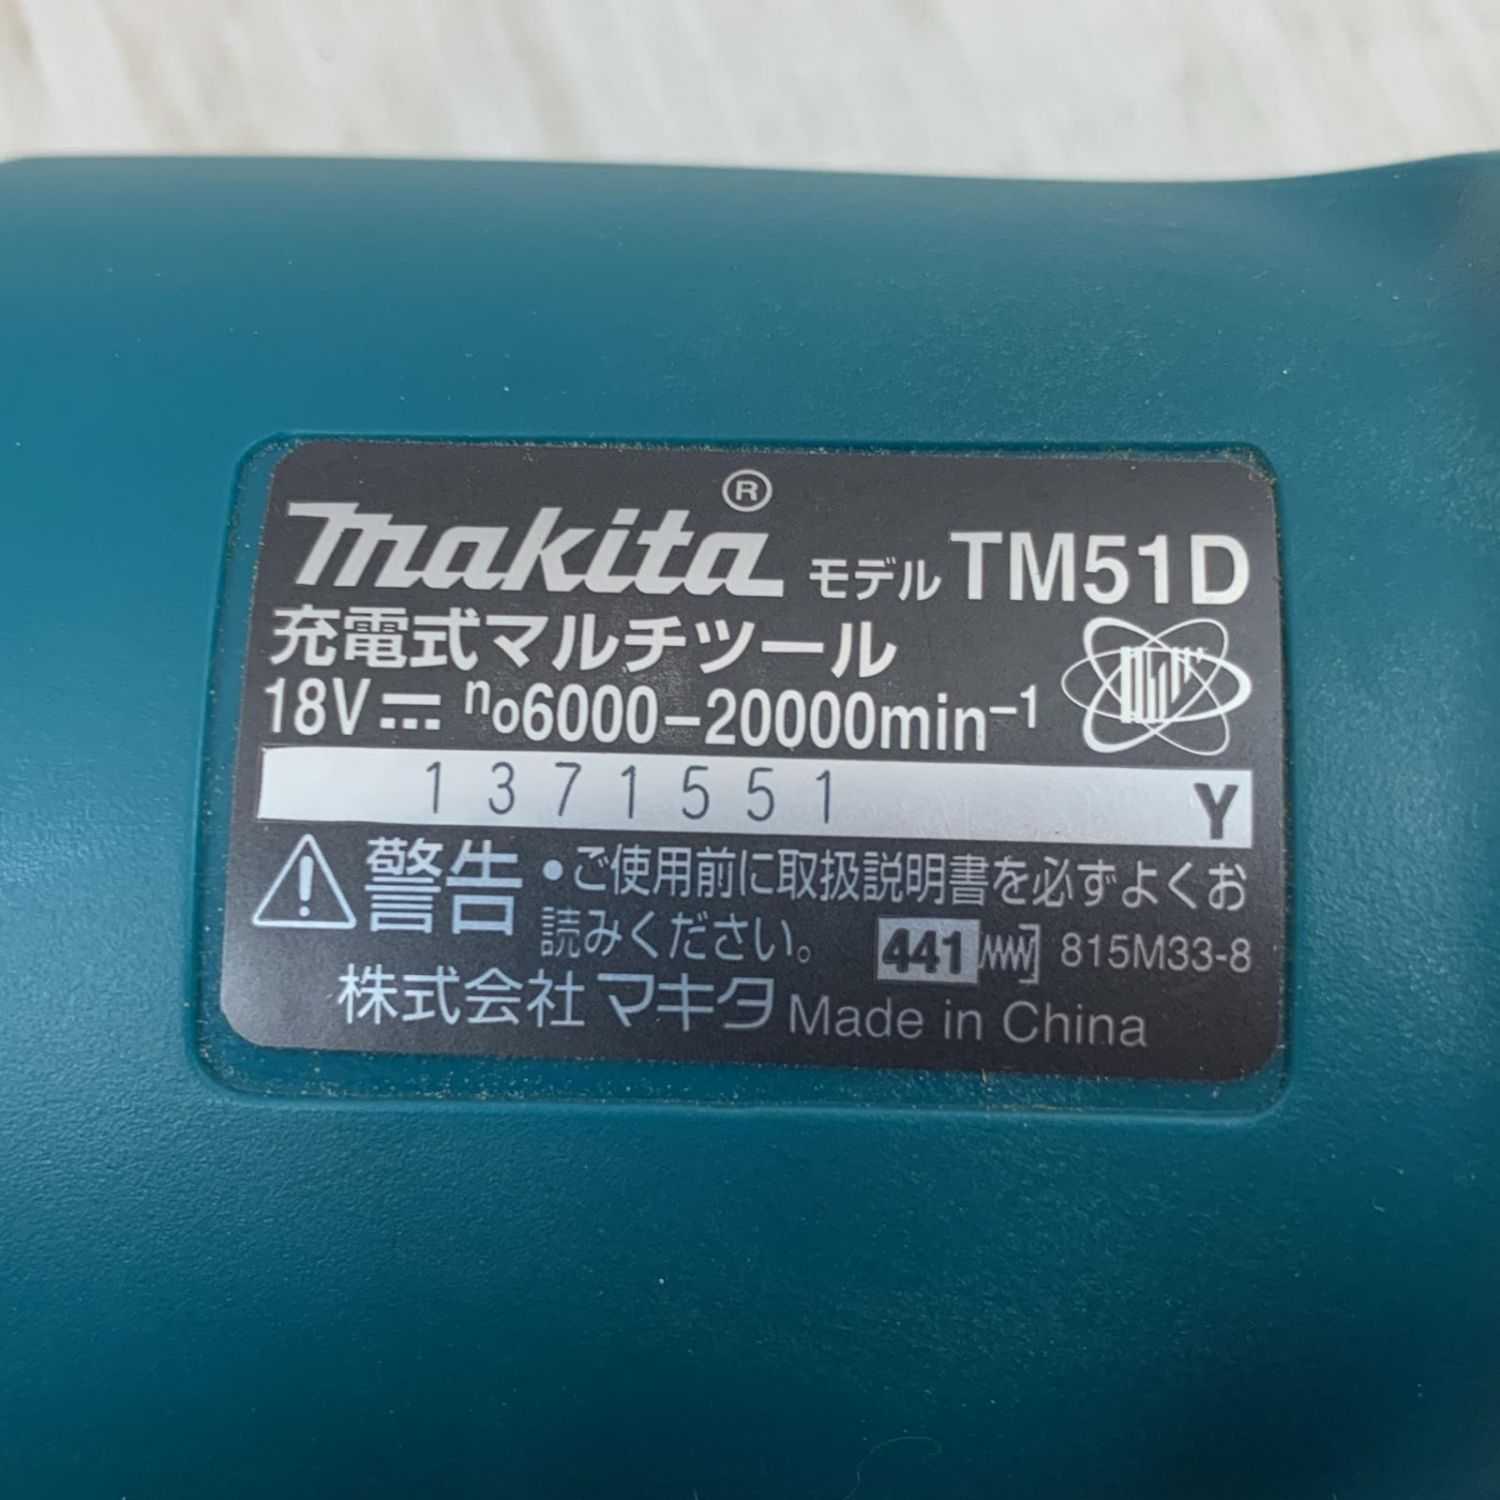 makita® モデル TM51D
充電式マルチツール
18V⎓ n₀6000−20000min⁻¹
1371551 Y
警告 •ご使用前に取扱説明書を必ずよくお
読みください。 441 815M33-8
株式会社マキタ Made in China